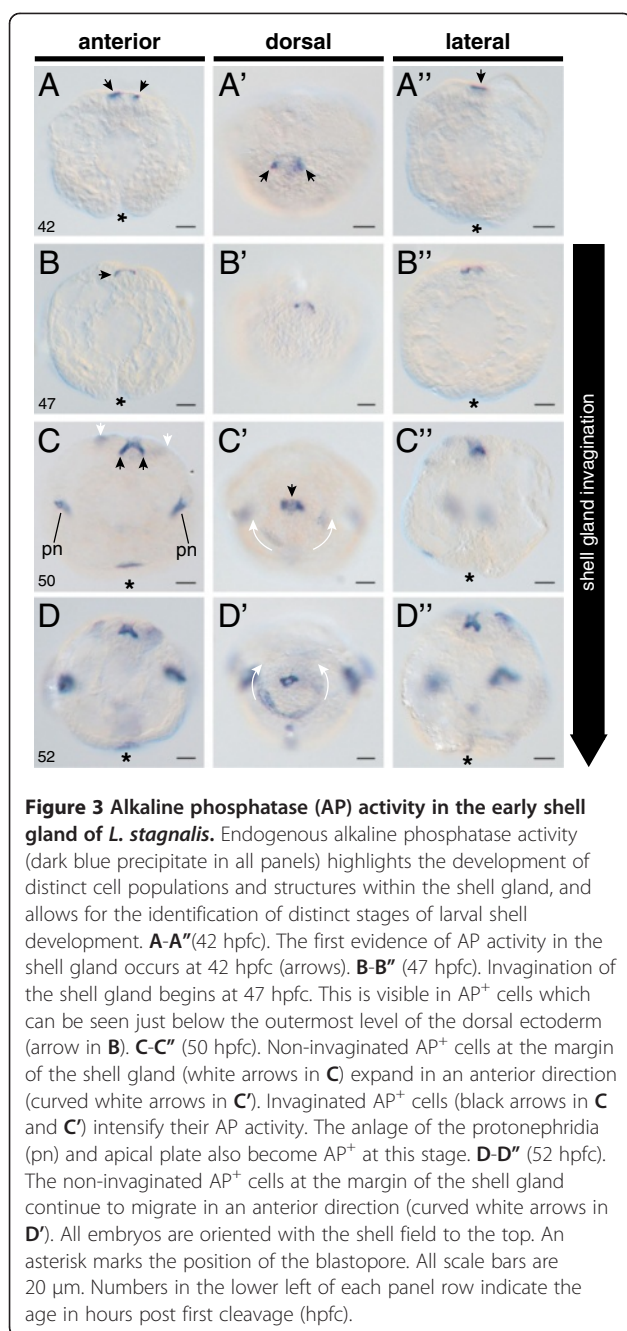 anterior dorsal lateral
A A' A"
42 *
*
B B' B"
47 *
*
C C' C"
pn pn
50 *
*
D D' D"
52 *
*
shell gland invagination
Figure 3 Alkaline phosphatase (AP) activity in the early shell
gland of L. stagnalis. Endogenous alkaline phosphatase activity
(dark blue precipitate in all panels) highlights the development of
distinct cell populations and structures within the shell gland, and
allows for the identification of distinct stages of larval shell
development. A-A"(42 hpfc). The first evidence of AP activity in the
shell gland occurs at 42 hpfc (arrows). B-B" (47 hpfc). Invagination of
the shell gland begins at 47 hpfc. This is visible in AP⁺ cells which
can be seen just below the outermost level of the dorsal ectoderm
(arrow in B). C-C" (50 hpfc). Non-invaginated AP⁺ cells at the margin
of the shell gland (white arrows in C) expand in an anterior direction
(curved white arrows in C'). Invaginated AP⁺ cells (black arrows in C
and C') intensify their AP activity. The anlage of the protonephridia
(pn) and apical plate also become AP⁺ at this stage. D-D" (52 hpfc).
The non-invaginated AP⁺ cells at the margin of the shell gland
continue to migrate in an anterior direction (curved white arrows in
D'). All embryos are oriented with the shell field to the top. An
asterisk marks the position of the blastopore. All scale bars are
20 μm. Numbers in the lower left of each panel row indicate the
age in hours post first cleavage (hpfc).